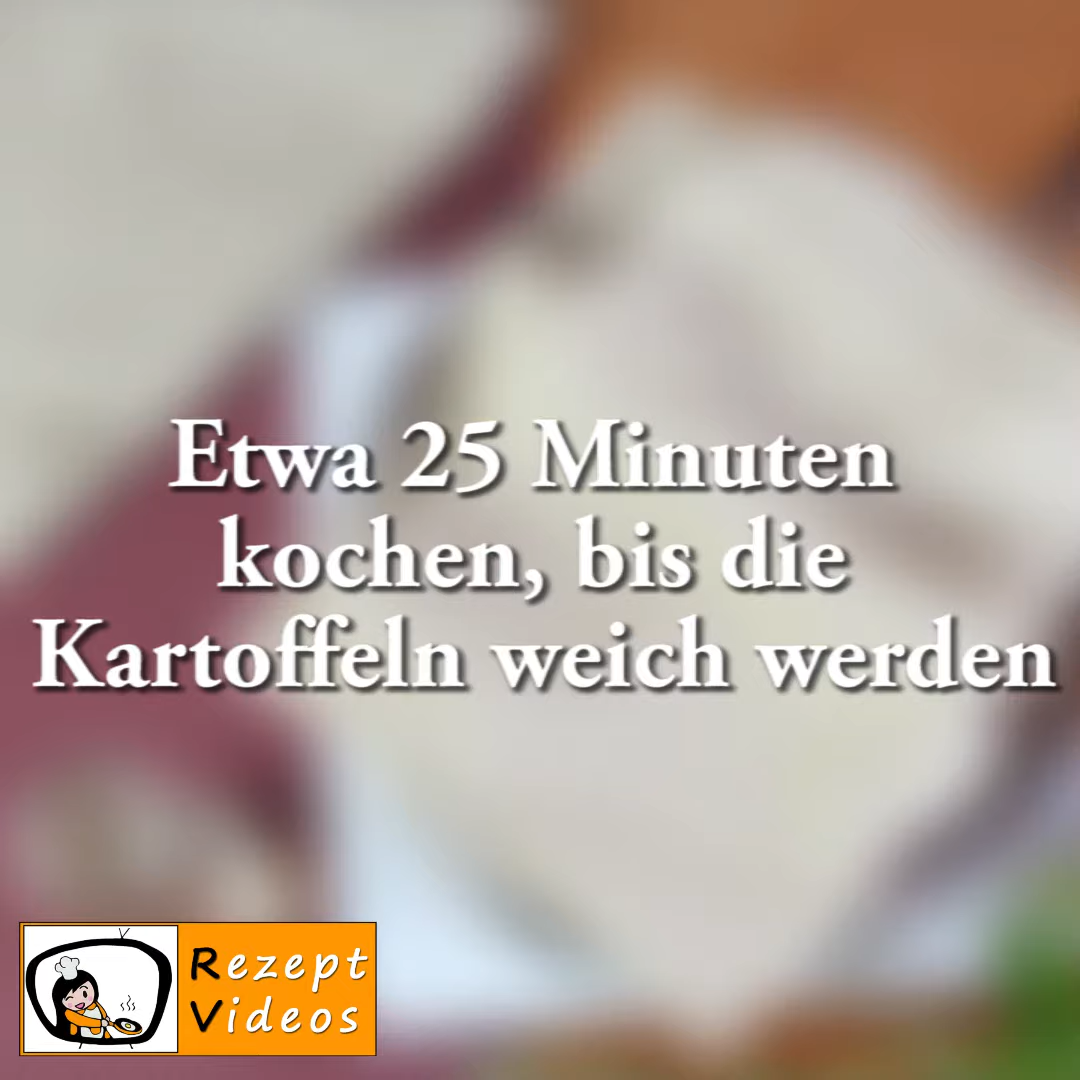 Etwa 25 Minuten
kochen, bis die
Kartoffeln weich werden
Rezept
Videos